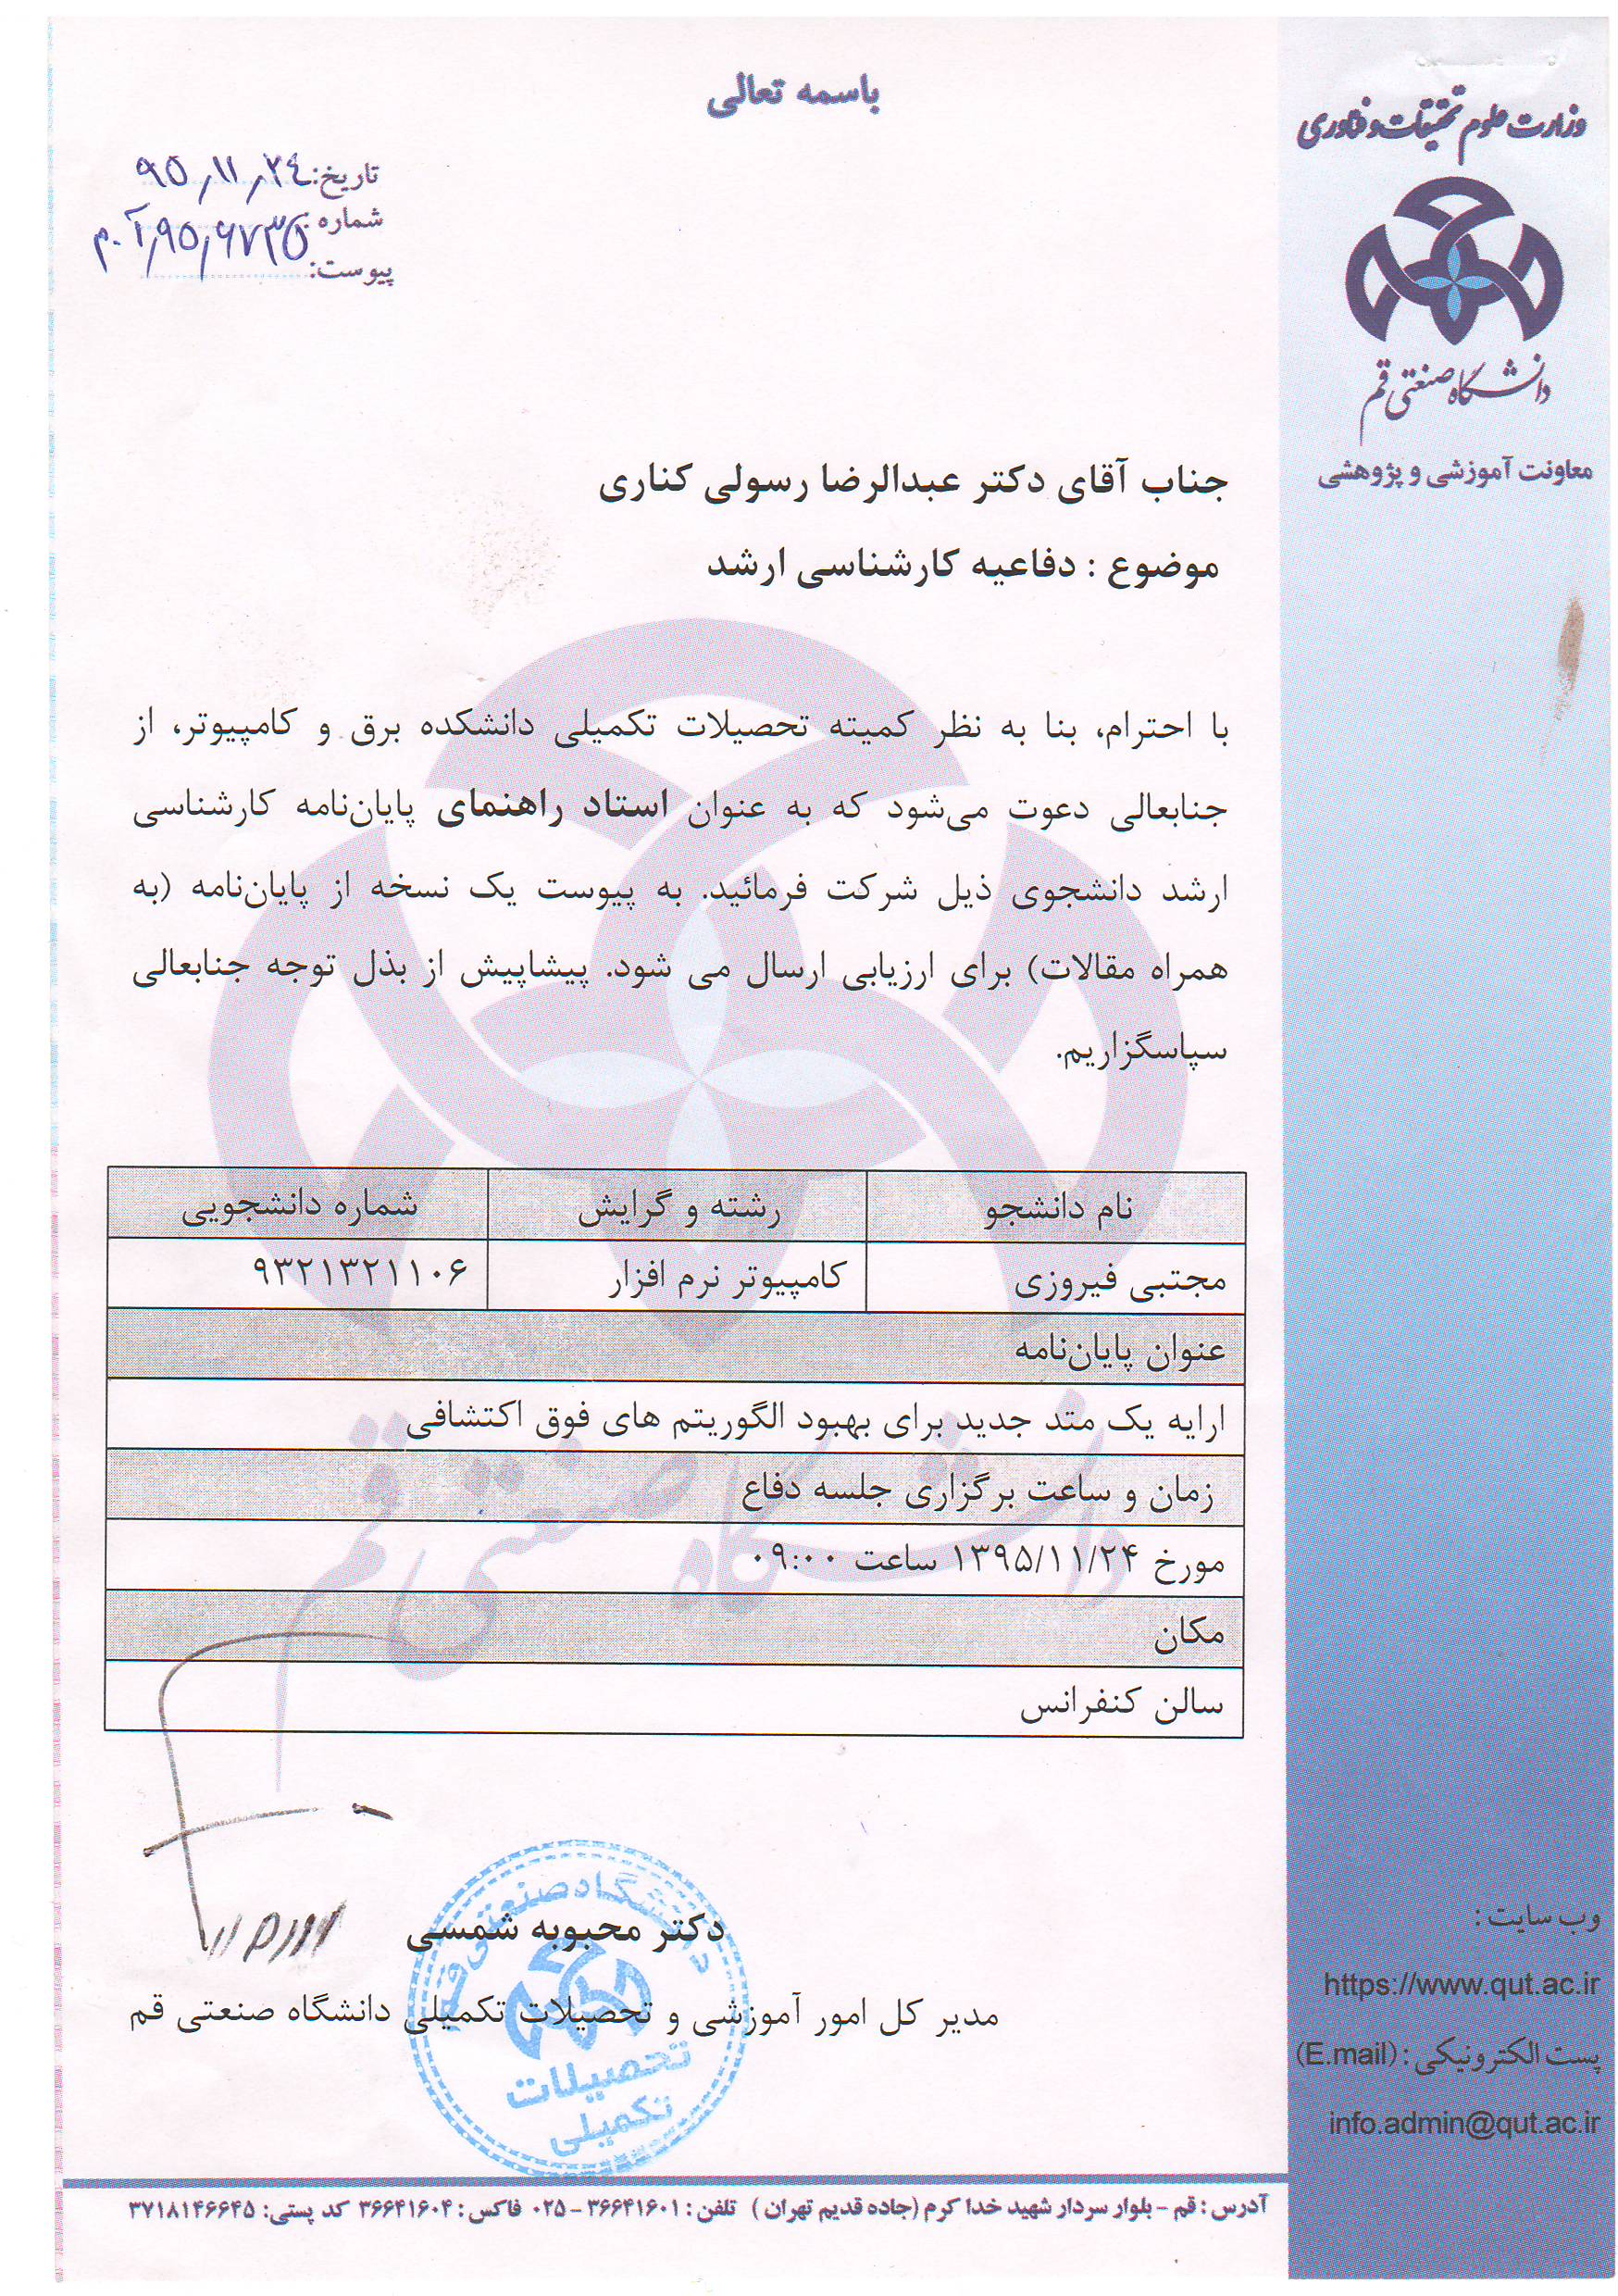 باسمه تعالی
وزارت علوم تحقیقات و فناوری
دانشگاه صنعتی قم
معاونت آموزشی و پژوهشی
تاریخ: ۹۵/۱۱/۲۴
شماره: ۹۵/۶۷۳۵/آ.م
پیوست:
جناب آقای دکتر عبدالرضا رسولی کناری
موضوع : دفاعیه کارشناسی ارشد
با احترام، بنا به نظر کمیته تحصیلات تکمیلی دانشکده برق و کامپیوتر، از
جنابعالی دعوت می‌شود که به عنوان استاد راهنمای پایان‌نامه کارشناسی
ارشد دانشجوی ذیل شرکت فرمائید. به پیوست یک نسخه از پایان‌نامه (به
همراه مقالات) برای ارزیابی ارسال می شود. پیشاپیش از بذل توجه جنابعالی
سپاسگزاریم.
نام دانشجو رشته و گرایش شماره دانشجویی
مجتبی فیروزی کامپیوتر نرم افزار ۹۳۲۱۳۲۱۱۰۶
عنوان پایان‌نامه
ارایه یک متد جدید برای بهبود الگوریتم های فوق اکتشافی
زمان و ساعت برگزاری جلسه دفاع
مورخ ۱۳۹۵/۱۱/۲۴ ساعت ۰۹:۰۰
مکان
سالن کنفرانس
دانشگاه صنعتی قم
دکتر محبوبه شمسی
مدیر کل امور آموزشی و تحصیلات تکمیلی دانشگاه صنعتی قم
دانشگاه صنعتی قم
تحصیلات
تکمیلی
وب سایت :
https://www.qut.ac.ir
پست الکترونیکی : (E.mail)
info.admin@qut.ac.ir
آدرس : قم - بلوار سردار شهید خدا کرم (جاده قدیم تهران ) تلفن : ۳۶۶۴۱۶۰۱ - ۰۲۵ فاکس : ۳۶۶۴۱۶۰۴ کد پستی: ۳۷۱۸۱۴۶۶۴۵